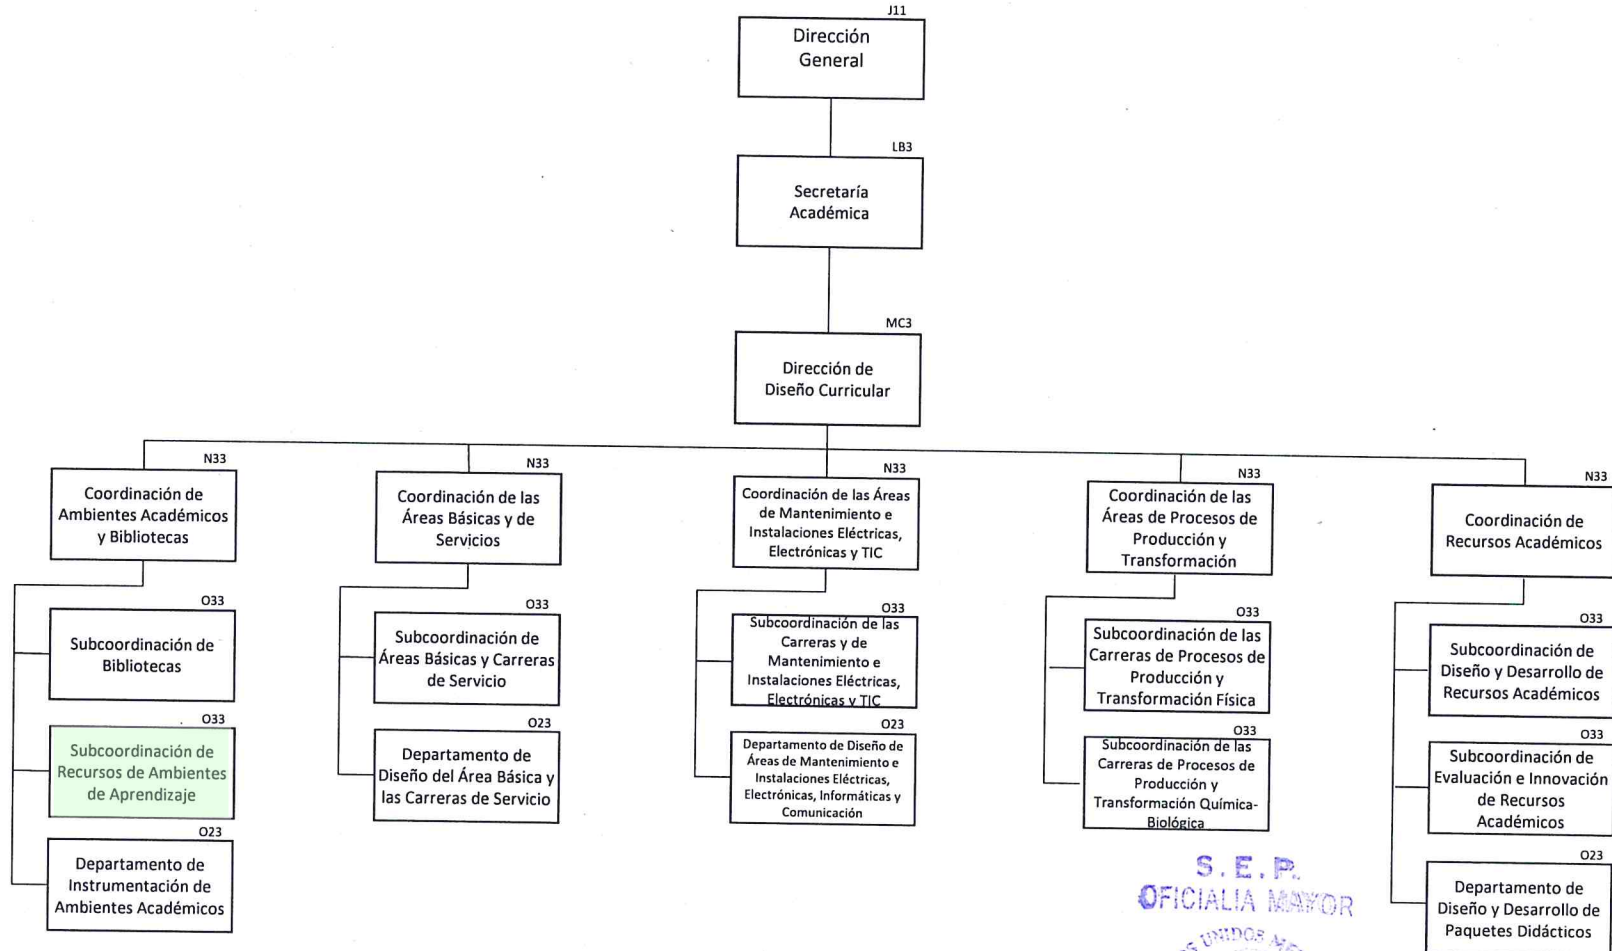 J11
Dirección
General
LB3
Secretaría
Académica
MC3
Dirección de
Diseño Curricular
N33
Coordinación de
Ambientes Académicos
y Bibliotecas
N33
Coordinación de las
Áreas Básicas y de
Servicios
N33
Coordinación de las Áreas
de Mantenimiento e
Instalaciones Eléctricas,
Electrónicas y TIC
N33
Coordinación de las
Áreas de Procesos de
Producción y
Transformación
N33
Coordinación de
Recursos Académicos
O33
Subcoordinación de
Bibliotecas
O33
Subcoordinación de
Recursos de Ambientes
de Aprendizaje
O23
Departamento de
Instrumentación de
Ambientes Académicos
O33
Subcoordinación de
Áreas Básicas y Carreras
de Servicio
O23
Departamento de
Diseño del Área Básica y
las Carreras de Servicio
O33
Subcoordinación de las
Carreras y de
Mantenimiento e
Instalaciones Eléctricas,
Electrónicas y TIC
O23
Departamento de Diseño de
Áreas de Mantenimiento e
Instalaciones Eléctricas,
Electrónicas, Informáticas y
Comunicación
O33
Subcoordinación de las
Carreras de Procesos de
Producción y
Transformación Física
O33
Subcoordinación de las
Carreras de Procesos de
Producción y
Transformación Química-
Biológica
O33
Subcoordinación de
Diseño y Desarrollo de
Recursos Académicos
O33
Subcoordinación de
Evaluación e Innovación
de Recursos
Académicos
O23
Departamento de
Diseño y Desarrollo de
Paquetes Didácticos
S.E.P.
OFICIALIA MAYOR
UNIDOS